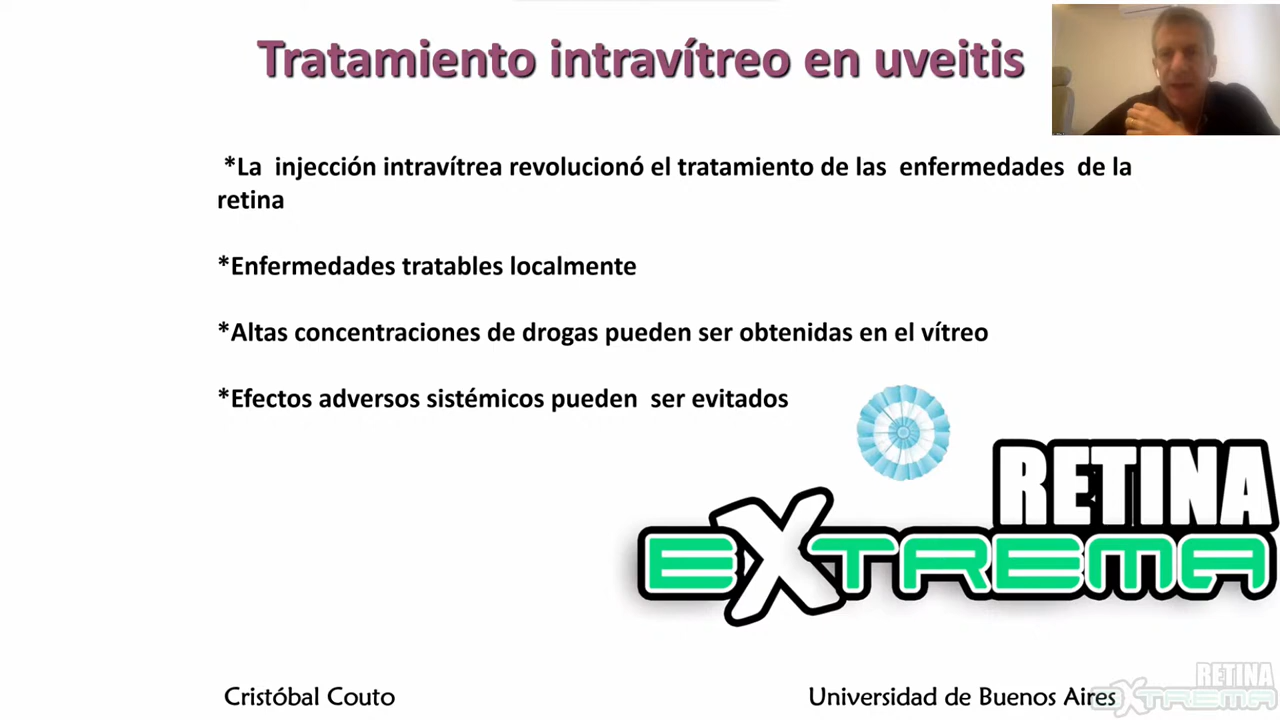 Tratamiento intravítreo en uveitis
*La injección intravítrea revolucionó el tratamiento de las enfermedades de la
retina
*Enfermedades tratables localmente
*Altas concentraciones de drogas pueden ser obtenidas en el vítreo
*Efectos adversos sistémicos pueden ser evitados
RETINA
EXTREMA
Cristóbal Couto
Universidad de Buenos Aires
RETINA
EXTREMA